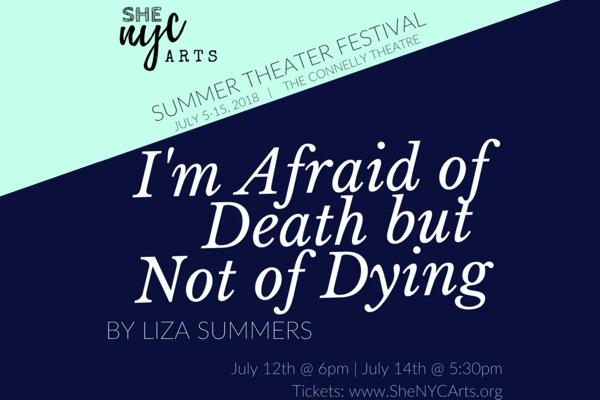 SHE
nyc
ARTS
SUMMER THEATER FESTIVAL
JULY 5-15, 2018 | THE CONNELLY THEATRE
I'm Afraid of
Death but
Not of Dying
BY LIZA SUMMERS
July 12th @ 6pm | July 14th @ 5:30pm
Tickets: www.SheNYCArts.org